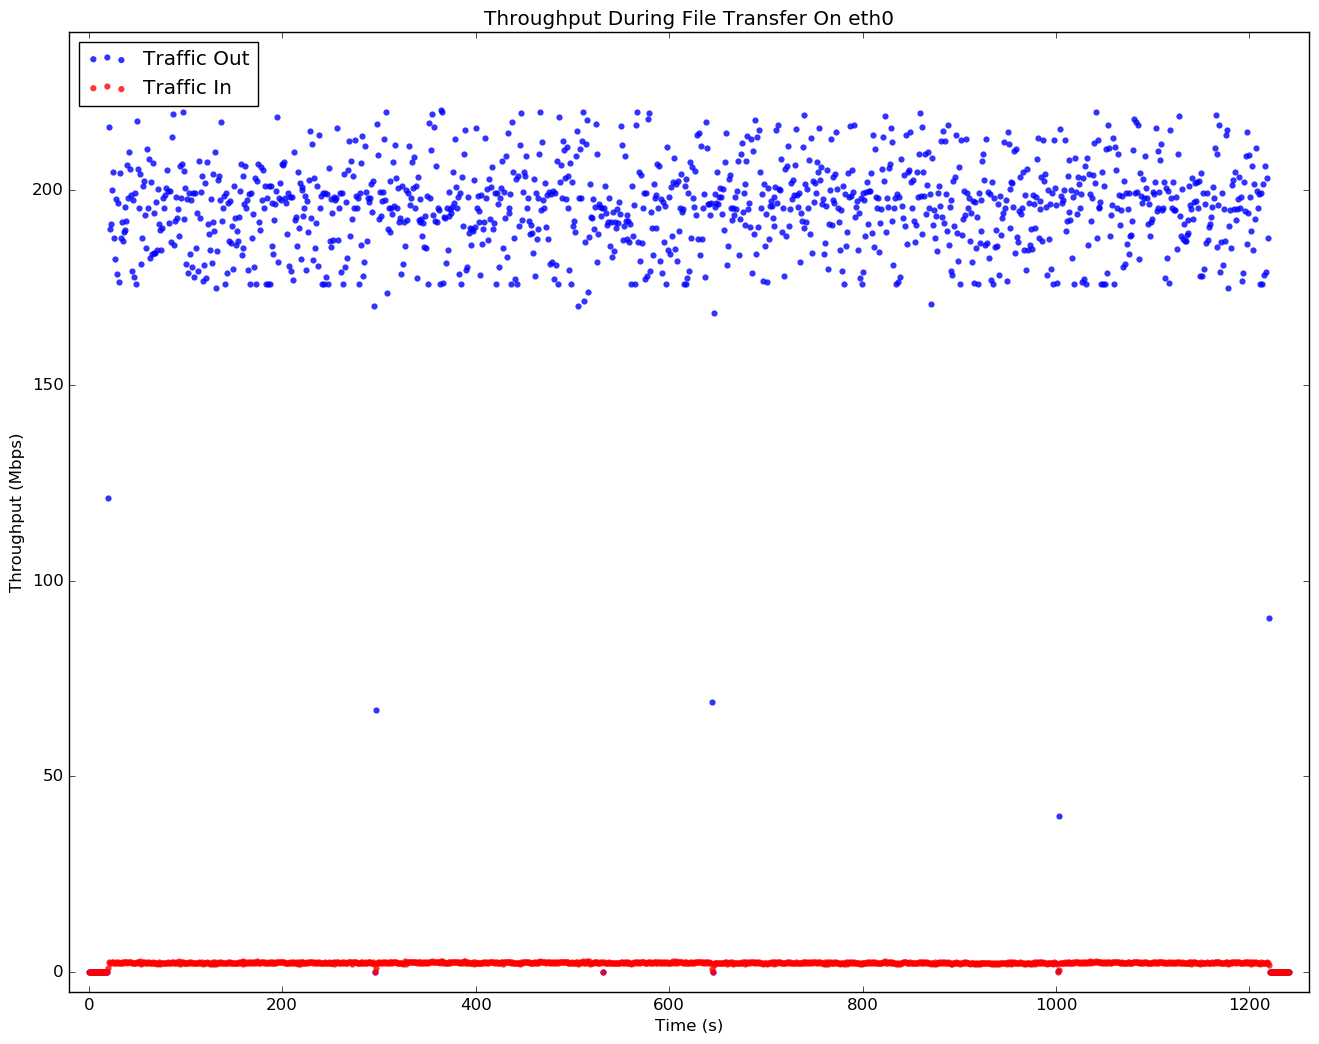 Throughput During File Transfer On eth0
Traffic Out
Traffic In
200
150
100
50
0
Throughput (Mbps)
0 200 400 600 800 1000 1200
Time (s)